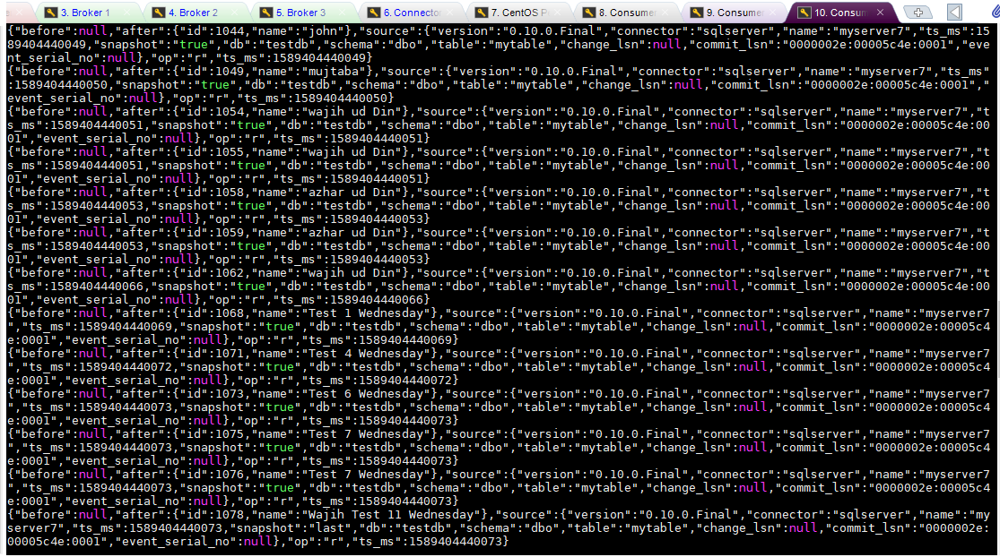 3. Broker 1
4. Broker 2
5. Broker 3
6. Connecto
7. CentOS P
8. Consume
9. Consume
10. Consum
{"before":null,"after":{"id":1044,"name":"john"},"source":{"version":"0.10.0.Final","connector":"sqlserver","name":"myserver7","ts_ms":15
89404440049,"snapshot":"true","db":"testdb","schema":"dbo","table":"mytable","change_lsn":null,"commit_lsn":"0000002e:00005c4e:0001","eve
nt_serial_no":null},"op":"r","ts_ms":1589404440049}
{"before":null,"after":{"id":1049,"name":"mujtaba"},"source":{"version":"0.10.0.Final","connector":"sqlserver","name":"myserver7","ts_ms"
:1589404440050,"snapshot":"true","db":"testdb","schema":"dbo","table":"mytable","change_lsn":null,"commit_lsn":"0000002e:00005c4e:0001","
event_serial_no":null},"op":"r","ts_ms":1589404440050}
{"before":null,"after":{"id":1054,"name":"wajih ud Din"},"source":{"version":"0.10.0.Final","connector":"sqlserver","name":"myserver7","t
s_ms":1589404440051,"snapshot":"true","db":"testdb","schema":"dbo","table":"mytable","change_lsn":null,"commit_lsn":"0000002e:00005c4e:00
01","event_serial_no":null},"op":"r","ts_ms":1589404440051}
{"before":null,"after":{"id":1055,"name":"wajih ud Din"},"source":{"version":"0.10.0.Final","connector":"sqlserver","name":"myserver7","t
s_ms":1589404440051,"snapshot":"true","db":"testdb","schema":"dbo","table":"mytable","change_lsn":null,"commit_lsn":"0000002e:00005c4e:00
01","event_serial_no":null},"op":"r","ts_ms":1589404440051}
{"before":null,"after":{"id":1058,"name":"azhar ud Din"},"source":{"version":"0.10.0.Final","connector":"sqlserver","name":"myserver7","t
s_ms":1589404440053,"snapshot":"true","db":"testdb","schema":"dbo","table":"mytable","change_lsn":null,"commit_lsn":"0000002e:00005c4e:00
01","event_serial_no":null},"op":"r","ts_ms":1589404440053}
{"before":null,"after":{"id":1059,"name":"azhar ud Din"},"source":{"version":"0.10.0.Final","connector":"sqlserver","name":"myserver7","t
s_ms":1589404440053,"snapshot":"true","db":"testdb","schema":"dbo","table":"mytable","change_lsn":null,"commit_lsn":"0000002e:00005c4e:00
01","event_serial_no":null},"op":"r","ts_ms":1589404440053}
{"before":null,"after":{"id":1062,"name":"wajih ud Din"},"source":{"version":"0.10.0.Final","connector":"sqlserver","name":"myserver7","t
s_ms":1589404440066,"snapshot":"true","db":"testdb","schema":"dbo","table":"mytable","change_lsn":null,"commit_lsn":"0000002e:00005c4e:00
01","event_serial_no":null},"op":"r","ts_ms":1589404440066}
{"before":null,"after":{"id":1068,"name":"Test 1 Wednesday"},"source":{"version":"0.10.0.Final","connector":"sqlserver","name":"myserver7
","ts_ms":1589404440069,"snapshot":"true","db":"testdb","schema":"dbo","table":"mytable","change_lsn":null,"commit_lsn":"0000002e:00005c4
e:0001","event_serial_no":null},"op":"r","ts_ms":1589404440069}
{"before":null,"after":{"id":1071,"name":"Test 4 Wednesday"},"source":{"version":"0.10.0.Final","connector":"sqlserver","name":"myserver7
","ts_ms":1589404440072,"snapshot":"true","db":"testdb","schema":"dbo","table":"mytable","change_lsn":null,"commit_lsn":"0000002e:00005c4
e:0001","event_serial_no":null},"op":"r","ts_ms":1589404440072}
{"before":null,"after":{"id":1073,"name":"Test 6 Wednesday"},"source":{"version":"0.10.0.Final","connector":"sqlserver","name":"myserver7
","ts_ms":1589404440073,"snapshot":"true","db":"testdb","schema":"dbo","table":"mytable","change_lsn":null,"commit_lsn":"0000002e:00005c4
e:0001","event_serial_no":null},"op":"r","ts_ms":1589404440073}
{"before":null,"after":{"id":1075,"name":"Test 7 Wednesday"},"source":{"version":"0.10.0.Final","connector":"sqlserver","name":"myserver7
","ts_ms":1589404440073,"snapshot":"true","db":"testdb","schema":"dbo","table":"mytable","change_lsn":null,"commit_lsn":"0000002e:00005c4
e:0001","event_serial_no":null},"op":"r","ts_ms":1589404440073}
{"before":null,"after":{"id":1076,"name":"Test 7 Wednesday"},"source":{"version":"0.10.0.Final","connector":"sqlserver","name":"myserver7
","ts_ms":1589404440073,"snapshot":"true","db":"testdb","schema":"dbo","table":"mytable","change_lsn":null,"commit_lsn":"0000002e:00005c4
e:0001","event_serial_no":null},"op":"r","ts_ms":1589404440073}
{"before":null,"after":{"id":1078,"name":"Wajih Test 11 Wednesday"},"source":{"version":"0.10.0.Final","connector":"sqlserver","name":"my
server7","ts_ms":1589404440073,"snapshot":"last","db":"testdb","schema":"dbo","table":"mytable","change_lsn":null,"commit_lsn":"0000002e:
00005c4e:0001","event_serial_no":null},"op":"r","ts_ms":1589404440073}